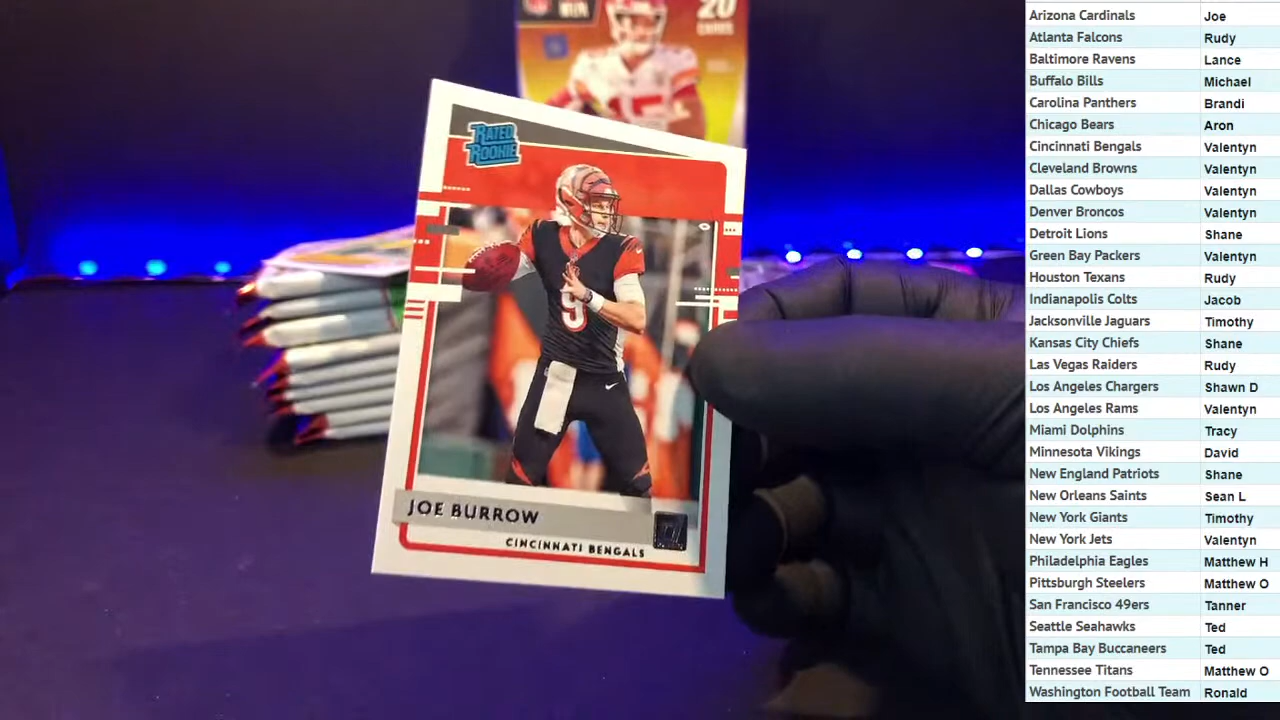 20
CARDS
15
RATED
ROOKIE
9
JOE BURROW
CINCINNATI BENGALS
Arizona Cardinals Joe
Atlanta Falcons Rudy
Baltimore Ravens Lance
Buffalo Bills Michael
Carolina Panthers Brandi
Chicago Bears Aron
Cincinnati Bengals Valentyn
Cleveland Browns Valentyn
Dallas Cowboys Valentyn
Denver Broncos Valentyn
Detroit Lions Shane
Green Bay Packers Valentyn
Houston Texans Rudy
Indianapolis Colts Jacob
Jacksonville Jaguars Timothy
Kansas City Chiefs Shane
Las Vegas Raiders Rudy
Los Angeles Chargers Shawn D
Los Angeles Rams Valentyn
Miami Dolphins Tracy
Minnesota Vikings David
New England Patriots Shane
New Orleans Saints Sean L
New York Giants Timothy
New York Jets Valentyn
Philadelphia Eagles Matthew H
Pittsburgh Steelers Matthew O
San Francisco 49ers Tanner
Seattle Seahawks Ted
Tampa Bay Buccaneers Ted
Tennessee Titans Matthew O
Washington Football Team Ronald